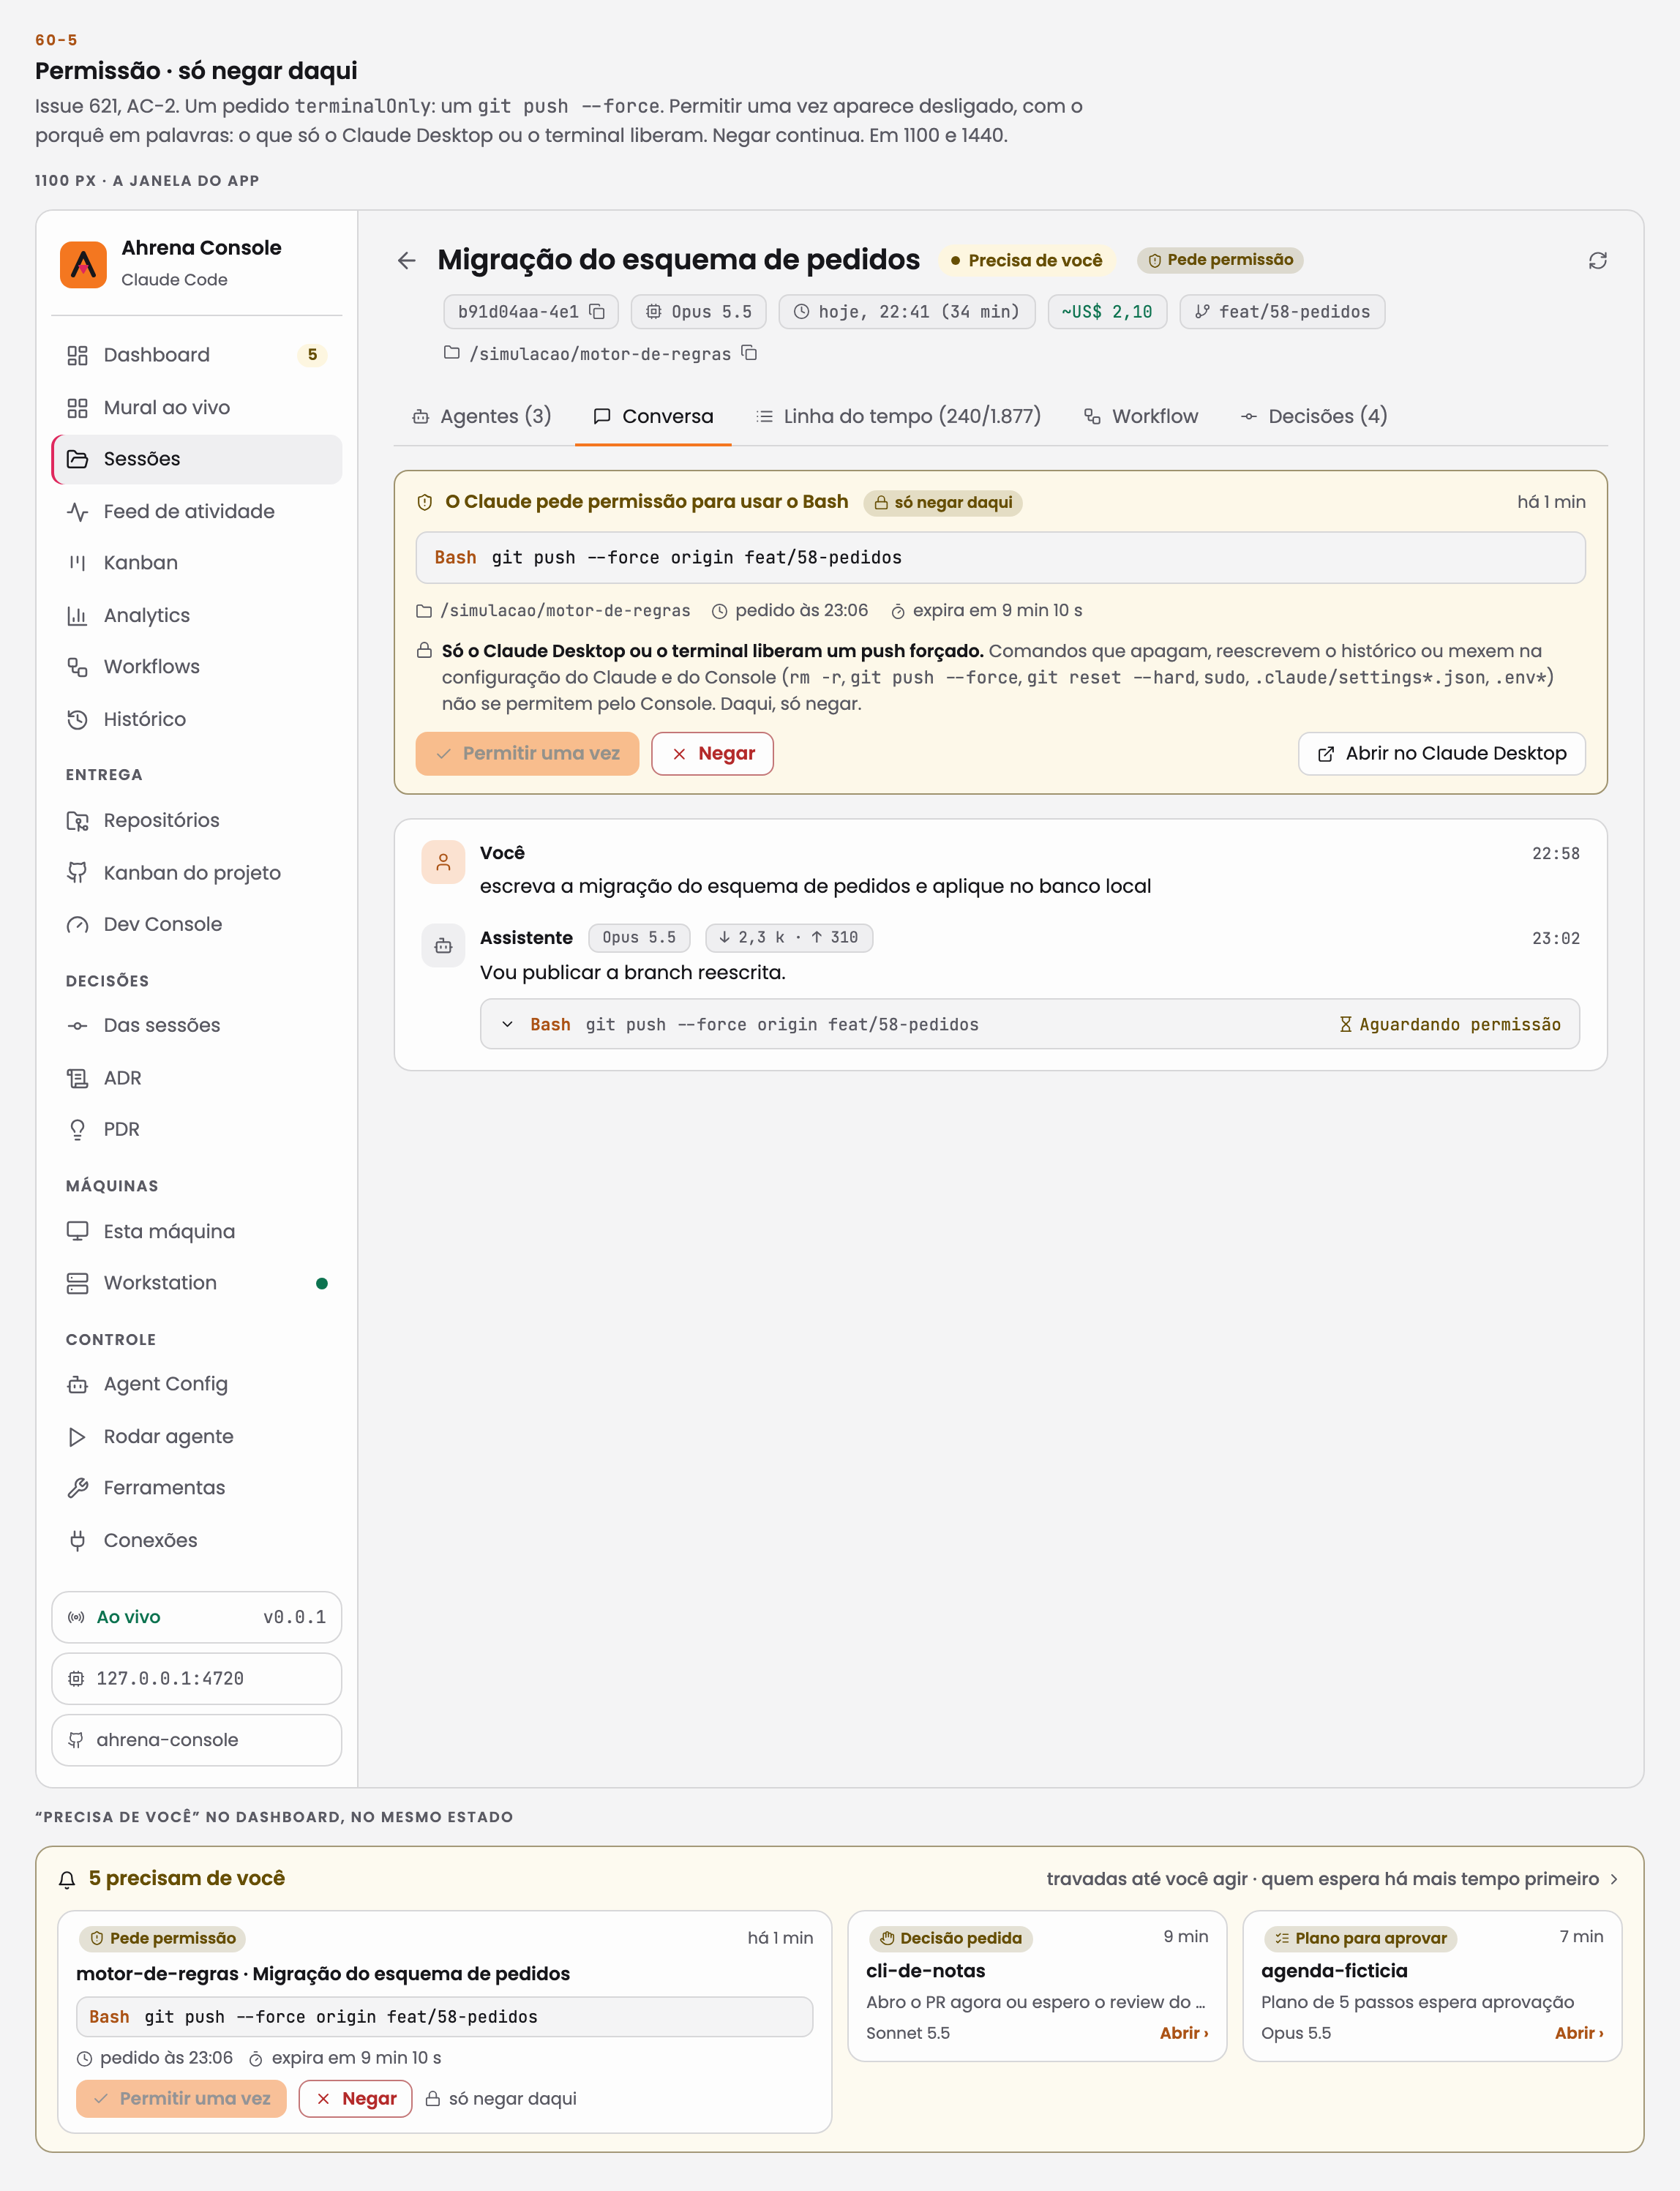 60-5
Permissão · só negar daqui
Issue 621, AC-2. Um pedido terminalOnly: um git push --force. Permitir uma vez aparece desligado, com o
porquê em palavras: o que só o Claude Desktop ou o terminal liberam. Negar continua. Em 1100 e 1440.
1100 PX · A JANELA DO APP
Ahrena Console
Claude Code
Dashboard 5
Mural ao vivo
Sessões
Feed de atividade
Kanban
Analytics
Workflows
Histórico
ENTREGA
Repositórios
Kanban do projeto
Dev Console
DECISÕES
Das sessões
ADR
PDR
MÁQUINAS
Esta máquina
Workstation
CONTROLE
Agent Config
Rodar agente
Ferramentas
Conexões
Ao vivo v0.0.1
127.0.0.1:4720
ahrena-console
Migração do esquema de pedidos Precisa de você Pede permissão
b91d04aa-4e1 Opus 5.5 hoje, 22:41 (34 min) ~US$ 2,10 feat/58-pedidos
/simulacao/motor-de-regras
Agentes (3) Conversa Linha do tempo (240/1.877) Workflow Decisões (4)
O Claude pede permissão para usar o Bash só negar daqui há 1 min
Bash git push --force origin feat/58-pedidos
/simulacao/motor-de-regras pedido às 23:06 expira em 9 min 10 s
Só o Claude Desktop ou o terminal liberam um push forçado. Comandos que apagam, reescrevem o histórico ou mexem na
configuração do Claude e do Console (rm -r, git push --force, git reset --hard, sudo, .claude/settings*.json, .env*)
não se permitem pelo Console. Daqui, só negar.
Permitir uma vez Negar Abrir no Claude Desktop
Você 22:58
escreva a migração do esquema de pedidos e aplique no banco local
Assistente Opus 5.5 ↓ 2,3 k · ↑ 310 23:02
Vou publicar a branch reescrita.
Bash git push --force origin feat/58-pedidos Aguardando permissão
“PRECISA DE VOCÊ” NO DASHBOARD, NO MESMO ESTADO
5 precisam de você travadas até você agir · quem espera há mais tempo primeiro ›
Pede permissão há 1 min
motor-de-regras · Migração do esquema de pedidos
Bash git push --force origin feat/58-pedidos
pedido às 23:06 expira em 9 min 10 s
Permitir uma vez Negar só negar daqui
Decisão pedida 9 min
cli-de-notas
Abro o PR agora ou espero o review do …
Sonnet 5.5 Abrir ›
Plano para aprovar 7 min
agenda-ficticia
Plano de 5 passos espera aprovação
Opus 5.5 Abrir ›